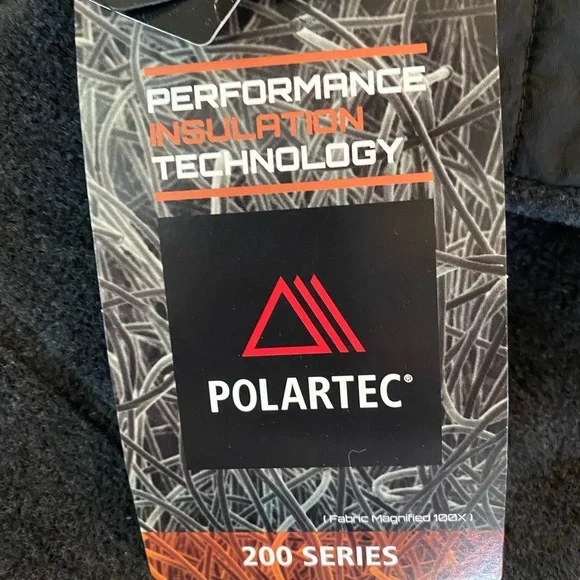 PERFORMANCE
INSULATION
TECHNOLOGY
POLARTEC®
( Fabric Magnified 100X )
200 SERIES